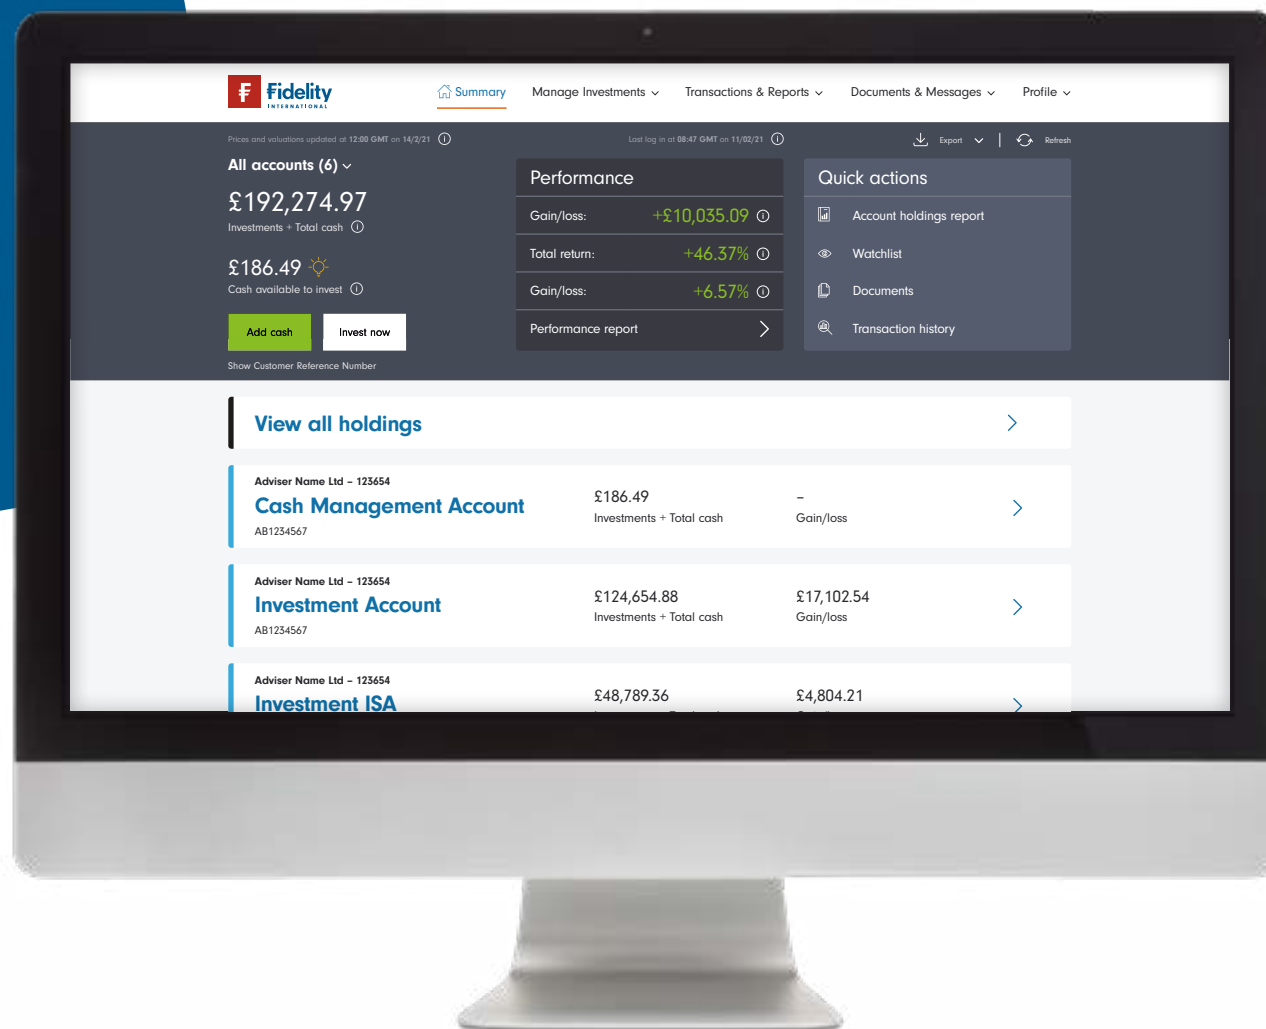 Fidelity
INTERNATIONAL
Summary
Manage Investments
Transactions & Reports
Documents & Messages
Profile
Prices and valuations updated at 12:00 GMT on 14/2/21
Last log in at 08:47 GMT on 11/02/21
Export
Refresh
All accounts (6)
£192,274.97
Investments + Total cash
£186.49
Cash available to invest
Add cash
Invest now
Show Customer Reference Number
Performance
Gain/loss: +£10,035.09
Total return: +46.37%
Gain/loss: +6.57%
Performance report
Quick actions
Account holdings report
Watchlist
Documents
Transaction history
View all holdings
Adviser Name Ltd – 123654
Cash Management Account
AB1234567
£186.49
Investments + Total cash
–
Gain/loss
Adviser Name Ltd – 123654
Investment Account
AB1234567
£124,654.88
Investments + Total cash
£17,102.54
Gain/loss
Adviser Name Ltd – 123654
Investment ISA
£48,789.36
£4,804.21